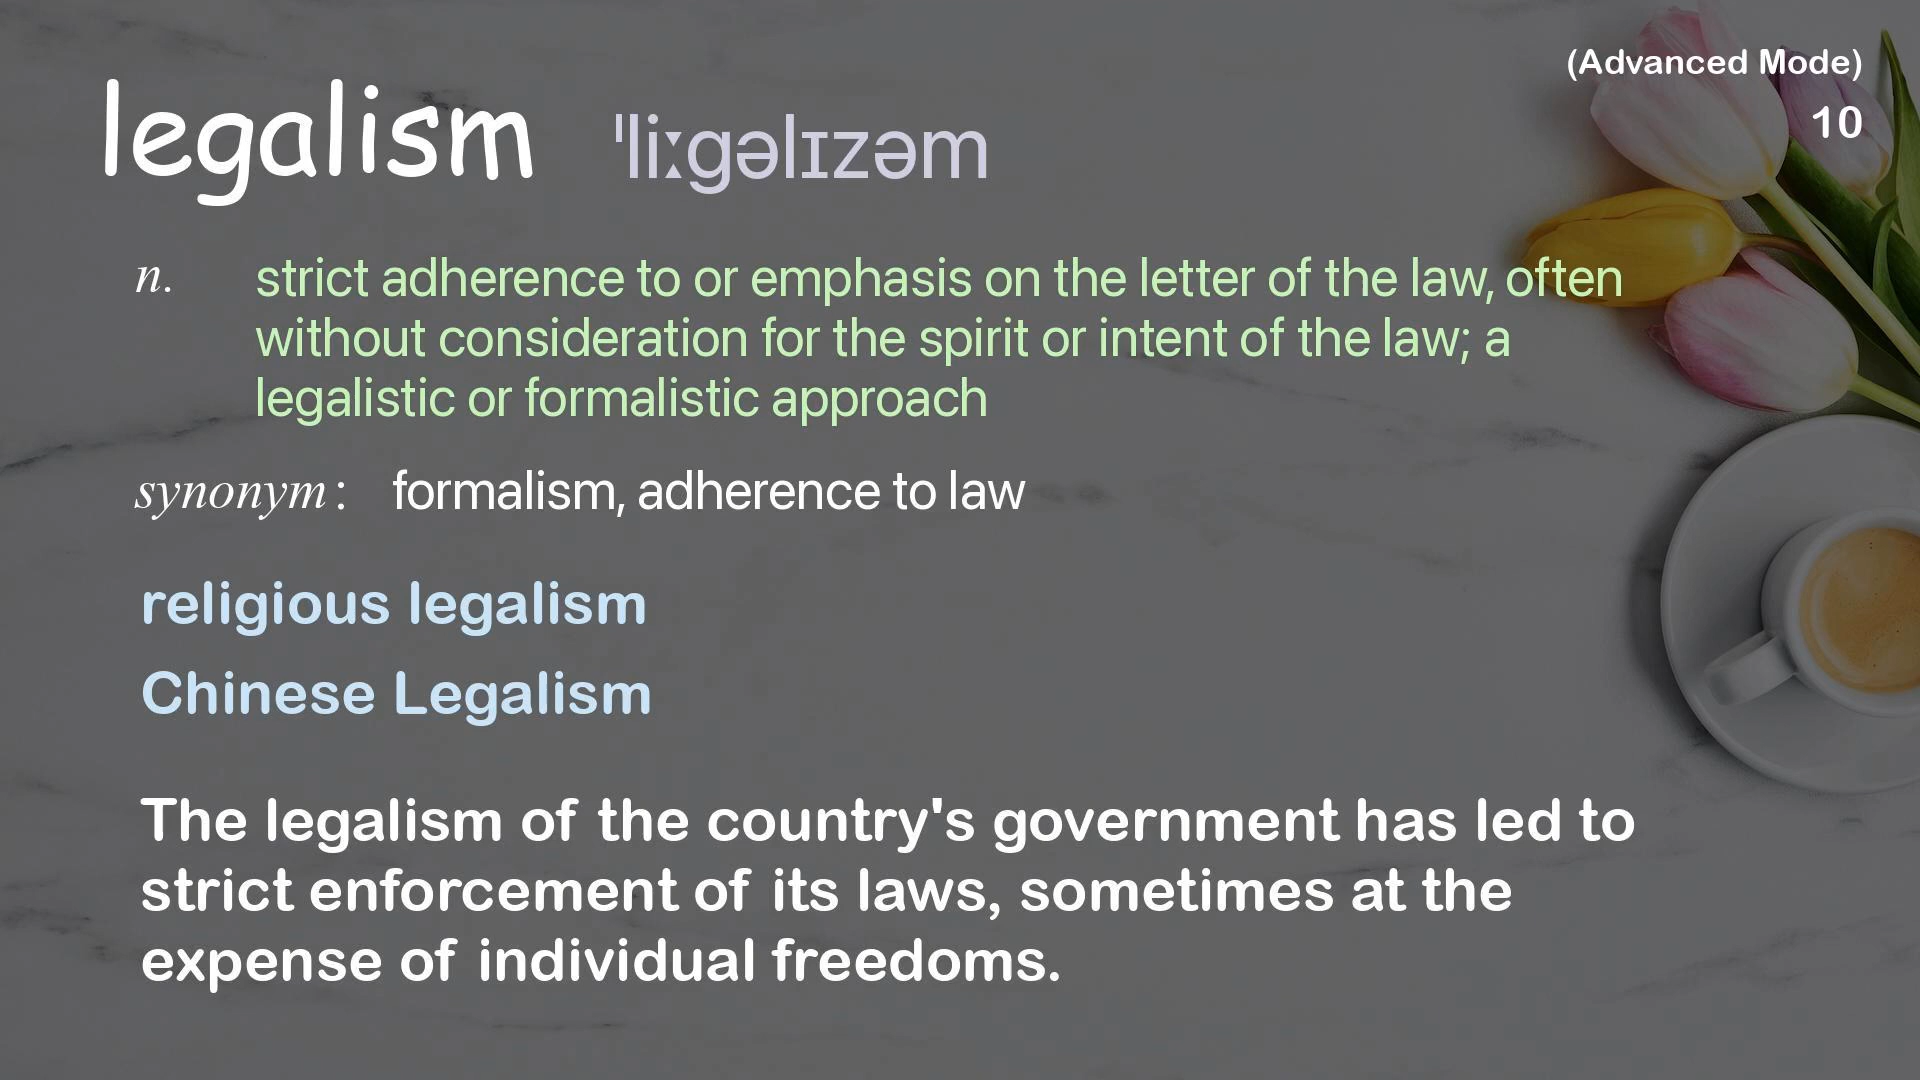 (Advanced Mode)
10
legalism ˈliːɡəlɪzəm
n. strict adherence to or emphasis on the letter of the law, often
without consideration for the spirit or intent of the law; a
legalistic or formalistic approach
synonym: formalism, adherence to law
religious legalism
Chinese Legalism
The legalism of the country's government has led to
strict enforcement of its laws, sometimes at the
expense of individual freedoms.